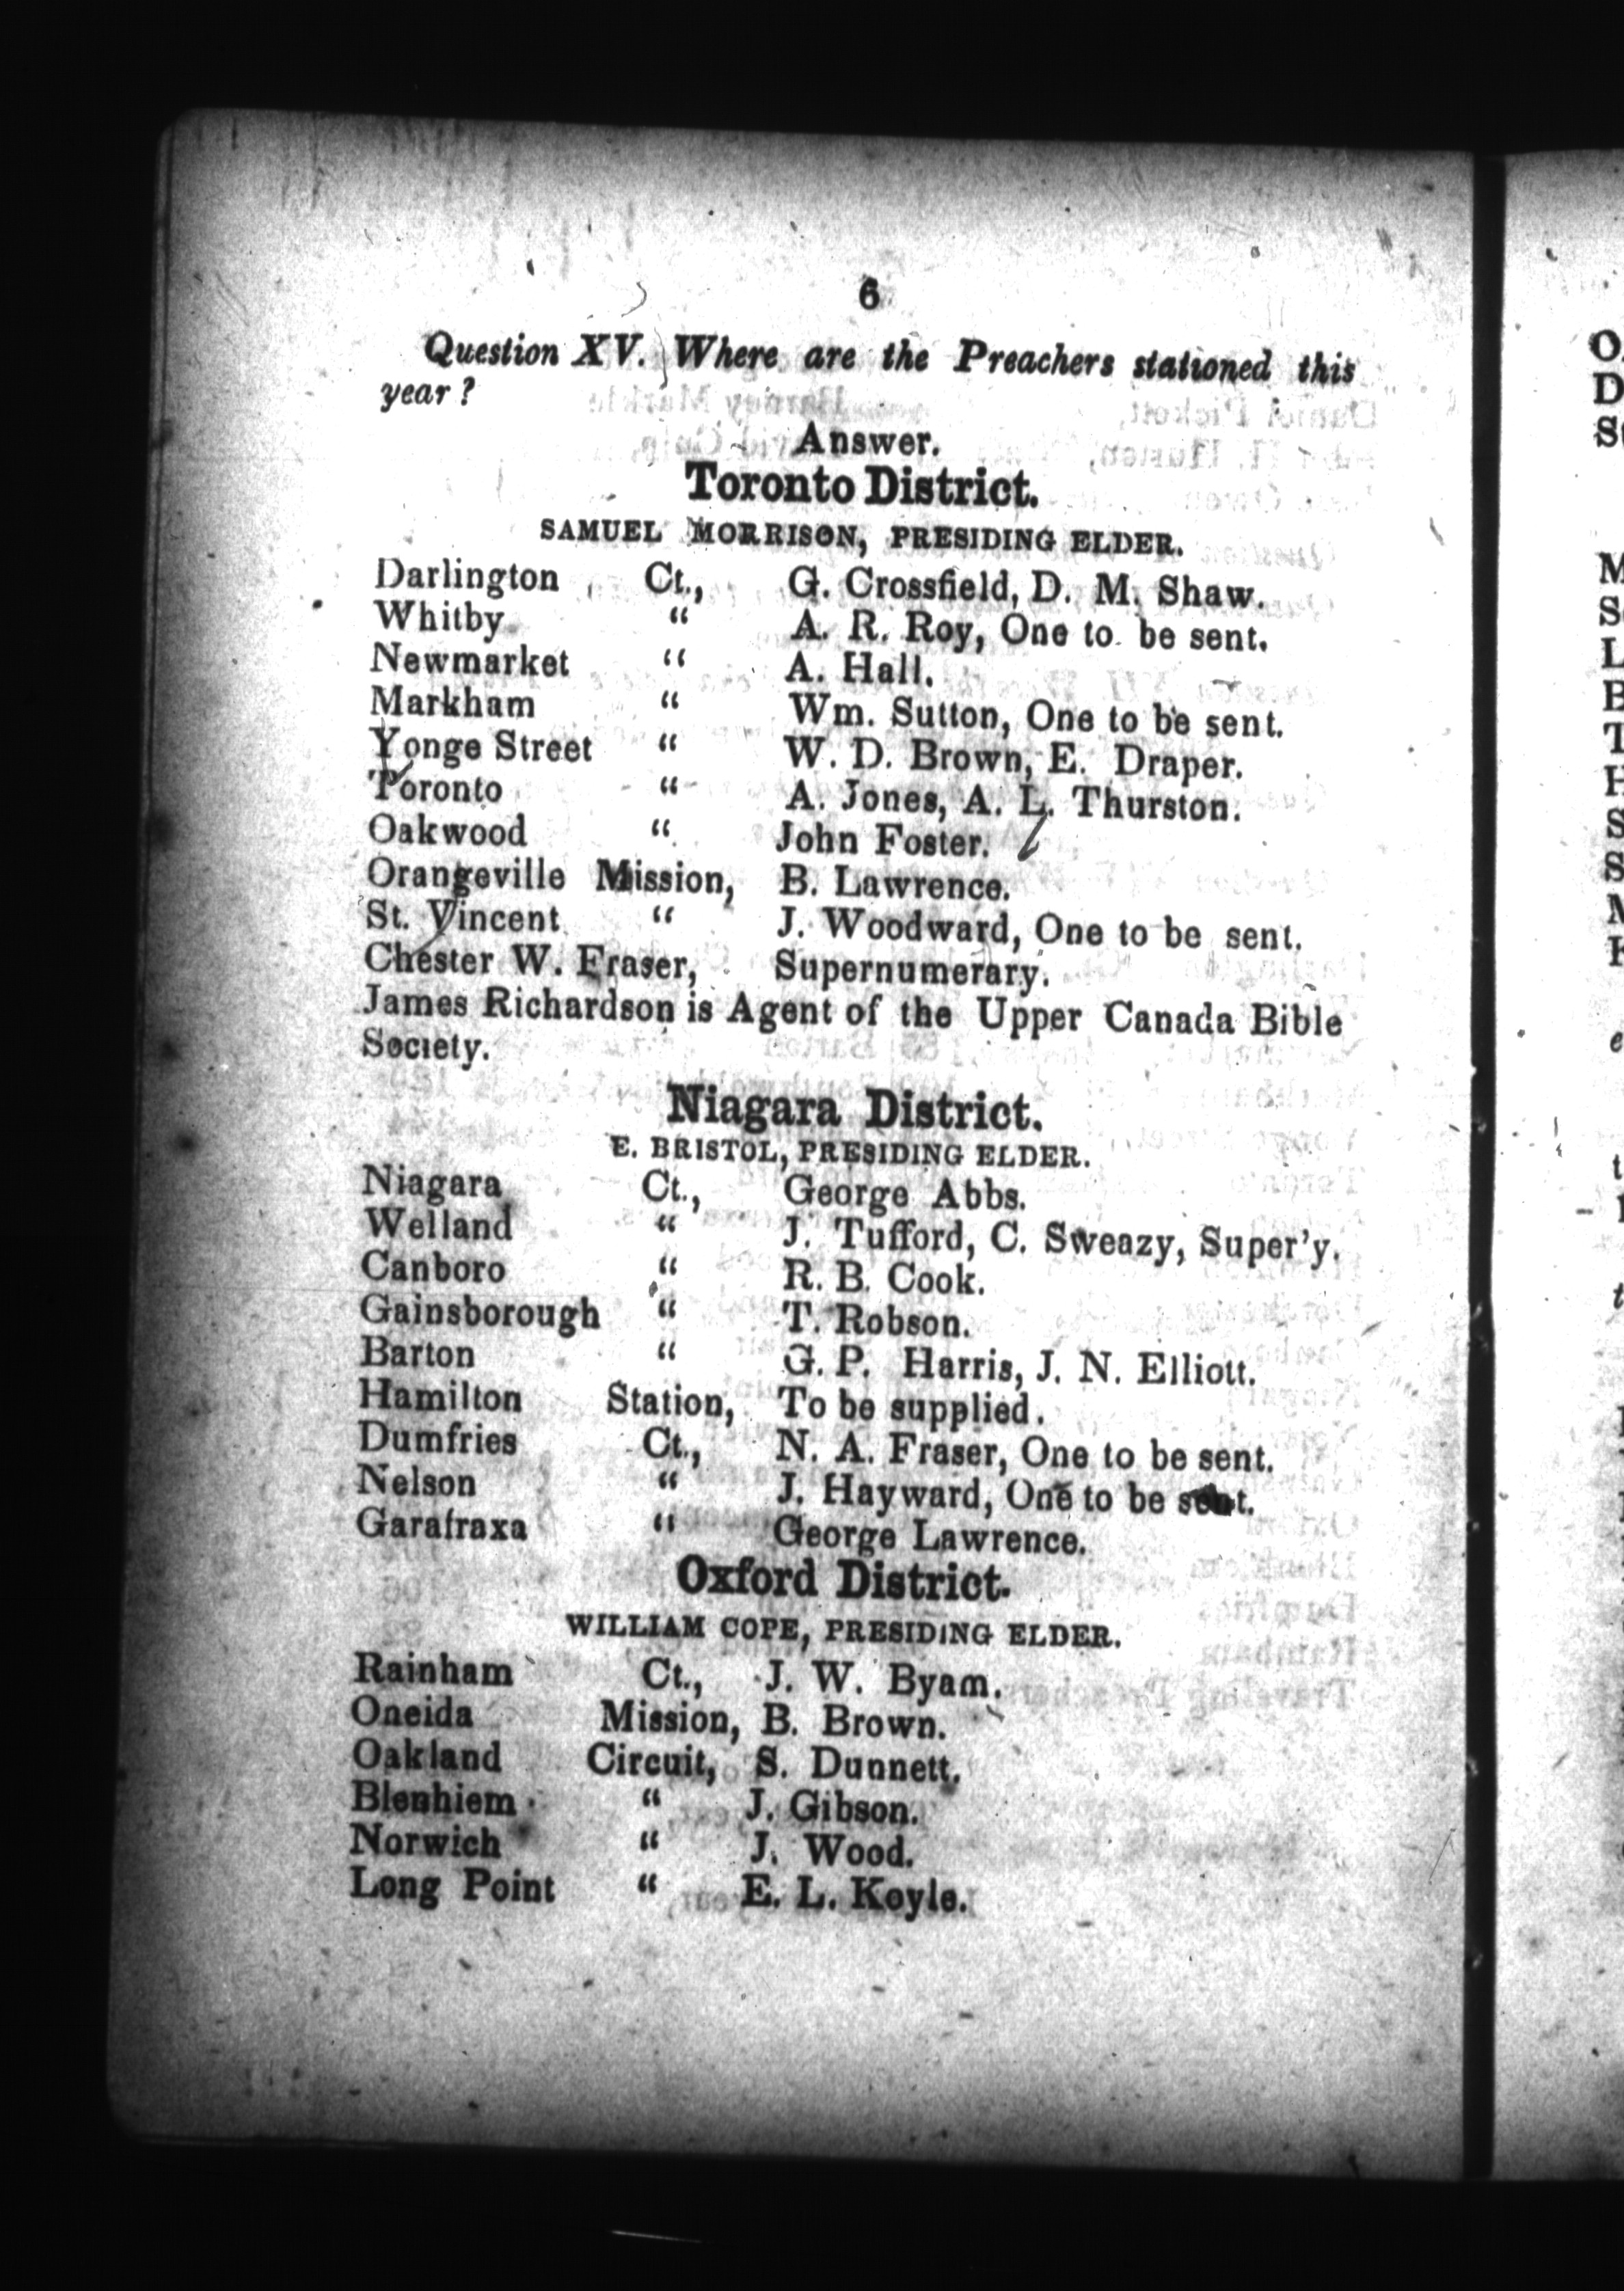 6
Question XV. Where are the Preachers stationed this
year?
Answer.
Toronto District.
SAMUEL MORRISON, PRESIDING ELDER.
Darlington Ct., G. Crossfield, D. M. Shaw.
Whitby “ A. R. Roy, One to be sent.
Newmarket “ A. Hall.
Markham “ Wm. Sutton, One to be sent.
Yonge Street “ W. D. Brown, E. Draper.
Toronto “ A. Jones, A. L. Thurston.
Oakwood “ John Foster.
Orangeville Mission, B. Lawrence.
St. Vincent “ J. Woodward, One to be sent.
Chester W. Fraser, Supernumerary.
James Richardson is Agent of the Upper Canada Bible
Society.
Niagara District.
E. BRISTOL, PRESIDING ELDER.
Niagara Ct., George Abbs.
Welland “ J. Tufford, C. Sweazy, Super'y.
Canboro “ R. B. Cook.
Gainsborough “ T. Robson.
Barton “ G. P. Harris, J. N. Elliott.
Hamilton Station, To be supplied.
Dumfries Ct., N. A. Fraser, One to be sent.
Nelson “ J. Hayward, One to be sent.
Garafraxa “ George Lawrence.
Oxford District.
WILLIAM COPE, PRESIDING ELDER.
Rainham Ct., J. W. Byam.
Oneida Mission, B. Brown.
Oakland Circuit, S. Dunnett.
Blenhiem “ J. Gibson.
Norwich “ J. Wood.
Long Point “ E. L. Koyle.